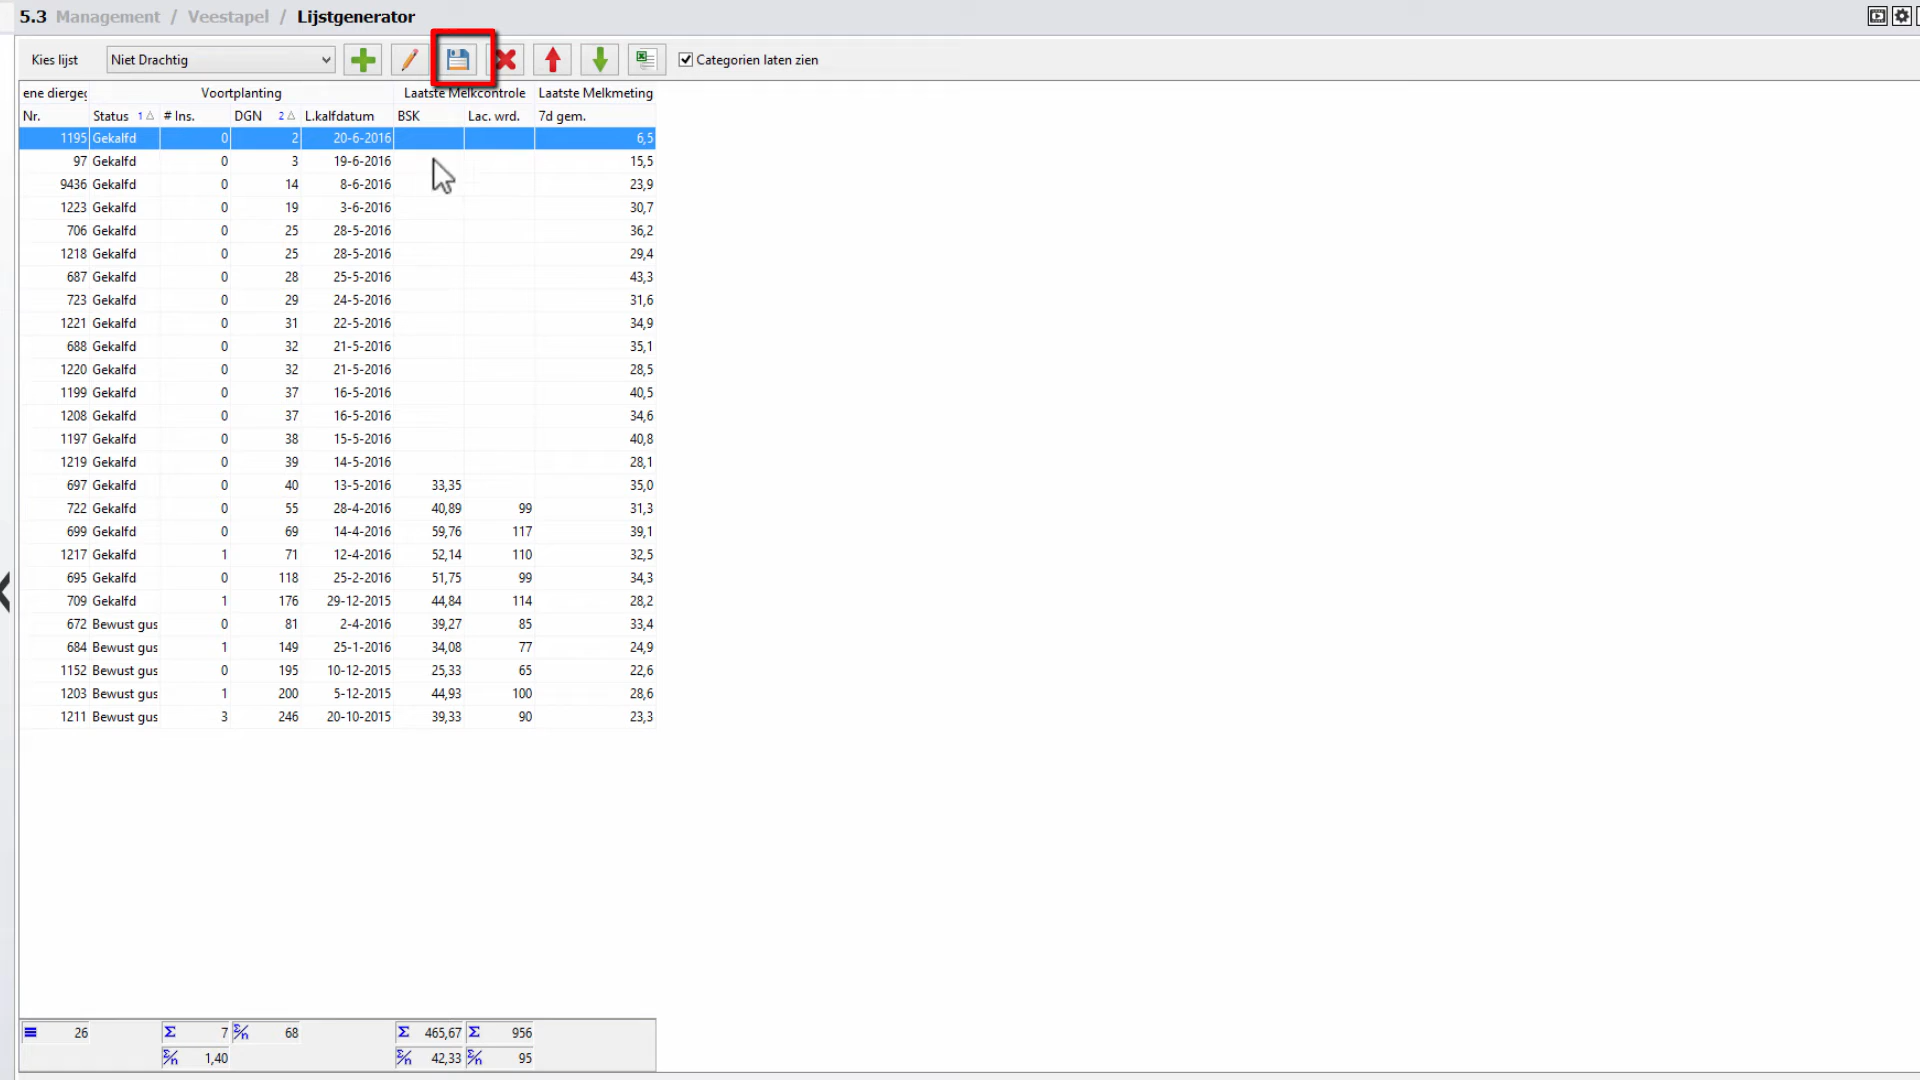 5.3 Management / Veestapel / Lijstgenerator
Kies lijst Niet Drachtig Categorien laten zien
ene dierge Voortplanting Laatste Melkcontrole Laatste Melkmeting
Nr. Status 1 # Ins. DGN 2 L.kalfdatum BSK Lac. wrd. 7d gem.
1195 Gekalfd 0 2 20-6-2016 6,5
97 Gekalfd 0 3 19-6-2016 15,5
9436 Gekalfd 0 14 8-6-2016 23,9
1223 Gekalfd 0 19 3-6-2016 30,7
706 Gekalfd 0 25 28-5-2016 36,2
1218 Gekalfd 0 25 28-5-2016 29,4
687 Gekalfd 0 28 25-5-2016 43,3
723 Gekalfd 0 29 24-5-2016 31,6
1221 Gekalfd 0 31 22-5-2016 34,9
688 Gekalfd 0 32 21-5-2016 35,1
1220 Gekalfd 0 32 21-5-2016 28,5
1199 Gekalfd 0 37 16-5-2016 40,5
1208 Gekalfd 0 37 16-5-2016 34,6
1197 Gekalfd 0 38 15-5-2016 40,8
1219 Gekalfd 0 39 14-5-2016 28,1
697 Gekalfd 0 40 13-5-2016 33,35 35,0
722 Gekalfd 0 55 28-4-2016 40,89 99 31,3
699 Gekalfd 0 69 14-4-2016 59,76 117 39,1
1217 Gekalfd 1 71 12-4-2016 52,14 110 32,5
695 Gekalfd 0 118 25-2-2016 51,75 99 34,3
709 Gekalfd 1 176 29-12-2015 44,84 114 28,2
672 Bewust gus 0 81 2-4-2016 39,27 85 33,4
684 Bewust gus 1 149 25-1-2016 34,08 77 24,9
1152 Bewust gus 0 195 10-12-2015 25,33 65 22,6
1203 Bewust gus 1 200 5-12-2015 44,93 100 28,6
1211 Bewust gus 3 246 20-10-2015 39,33 90 23,3
26 Σ 7 Σ/n 68 Σ 465,67 Σ 956
Σ/n 1,40 Σ/n 42,33 Σ/n 95